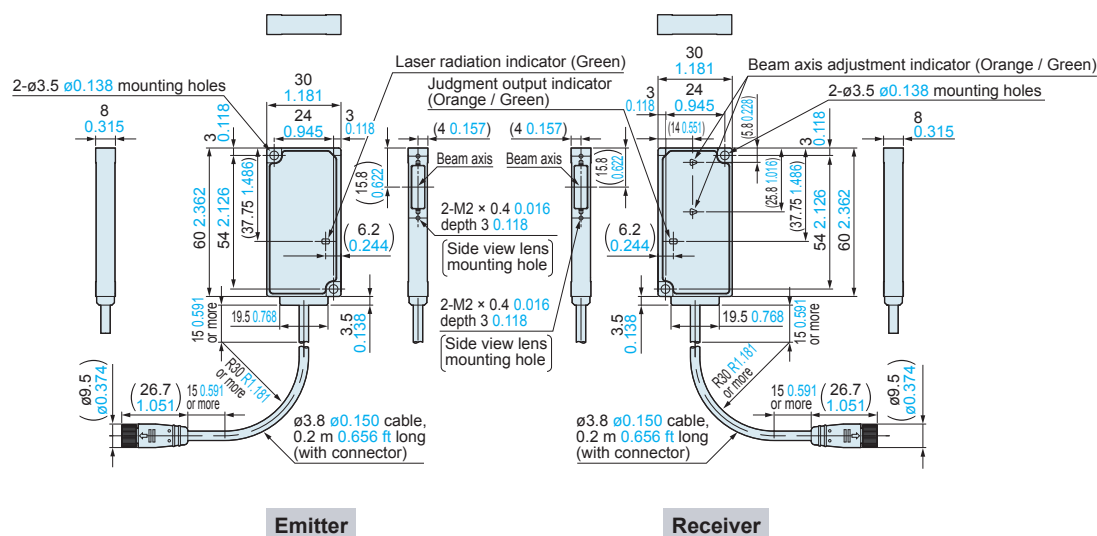 Laser radiation indicator (Green)
Judgment output indicator
(Orange / Green)
Beam axis adjustment indicator (Orange / Green)
2-ø3.5 ø0.138 mounting holes
2-ø3.5 ø0.138 mounting holes
30
1.181
24
0.945
3
0.118
3
0.118
8
0.315
60 2.362
54 2.126
(37.75 1.486)
(6.2
0.244)
(4 0.157)
(4 0.157)
Beam axis
Beam axis
(15.8
0.622)
(15.8
0.622)
2-M2 × 0.4 0.016
depth 3 0.118
[Side view lens
mounting hole]
2-M2 × 0.4 0.016
depth 3 0.118
[Side view lens
mounting hole]
30
1.181
3
0.118
24
0.945
(14 0.551)
(5.8 0.228)
3
0.118
8
0.315
(25.8 1.016)
(37.75 1.486)
54 2.126
60 2.362
(6.2
0.244)
15 0.591
or more
19.5 0.768
3.5
0.138
3.5
0.138
19.5 0.768
15 0.591
or more
R30 R1.181
or more
R30 R1.181
or more
(ø9.5
ø0.374)
(26.7
1.051)
15 0.591
or more
15 0.591
or more
(26.7
1.051)
(ø9.5
ø0.374)
ø3.8 ø0.150 cable,
0.2 m 0.656 ft long
(with connector)
ø3.8 ø0.150 cable,
0.2 m 0.656 ft long
(with connector)
Emitter
Receiver